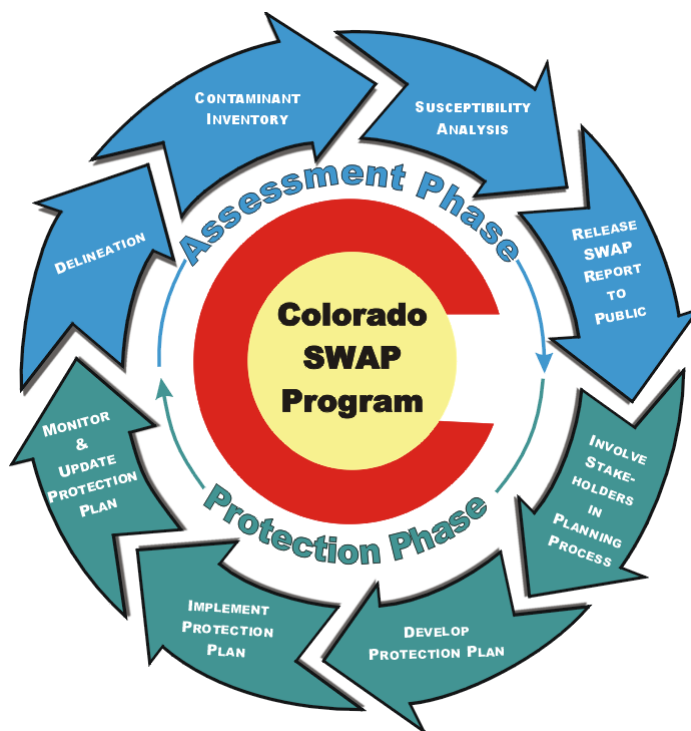 Contaminant
Inventory
Susceptibility
Analysis
Release
SWAP
Report
to
Public
Involve
Stake-
holders
in
Planning
Process
Develop
Protection Plan
Implement
Protection
Plan
Monitor
&
Update
Protection
Plan
Delineation
Assessment Phase
Colorado
SWAP
Program
Protection Phase